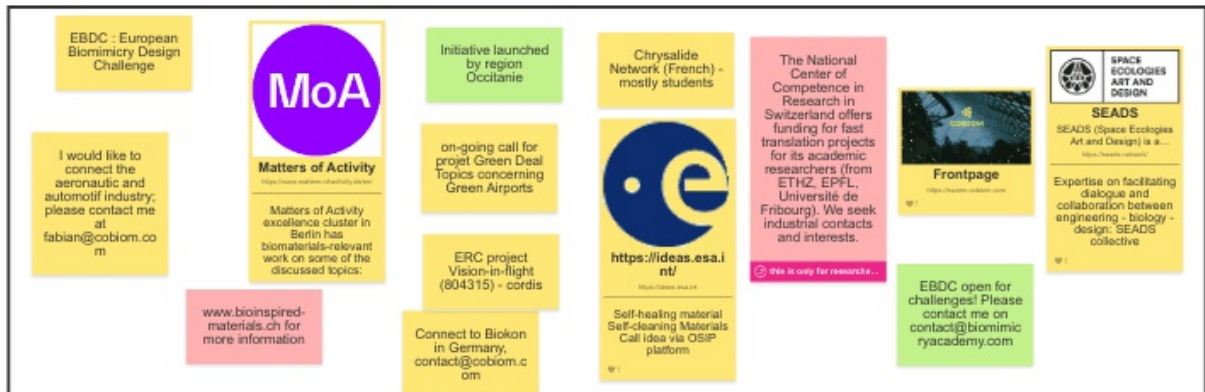 EBDC : European
Biomimicry Design
Challenge
I would like to
connect the
aeronautic and
automotif industry;
please contact me
at
fabian@cobiom.co
m
MoA
Matters of Activity
Matters of Activity
excellence cluster in
Berlin has
biomaterials-relevant
work on some of the
discussed topics:
www.bioinspired-
materials.ch for
more information
Initiative launched
by region
Occitanie
on-going call for
projet Green Deal
Topics concerning
Green Airports
ERC project
Vision-in-flight
(804315) - cordis
Connect to Biokon
in Germany,
contact@cobiom.c
om
Chrysalide
Network (French) -
mostly students
e
https://ideas.esa.i
nt/
https://ideas.esa.int
Self-healing material
Self-cleaning Materials
Call idea via OSIP
platform
1
The National
Center of
Competence in
Research in
Switzerland offers
funding for fast
translation projects
for its academic
researchers (from
ETHZ, EPFL,
Université de
Fribourg). We seek
industrial contacts
and interests.
this is only for researche...
COBIOM
Frontpage
1
EBDC open for
challenges! Please
contact me on
contact@biomimic
ryacademy.com
SPACE
ECOLOGIES
ART AND
DESIGN
SEADS
SEADS (Space Ecologies
Art and Design) is a...
https://seads.network/
Expertise on facilitating
dialogue and
collaboration between
engineering - biology -
design: SEADS
collective
1